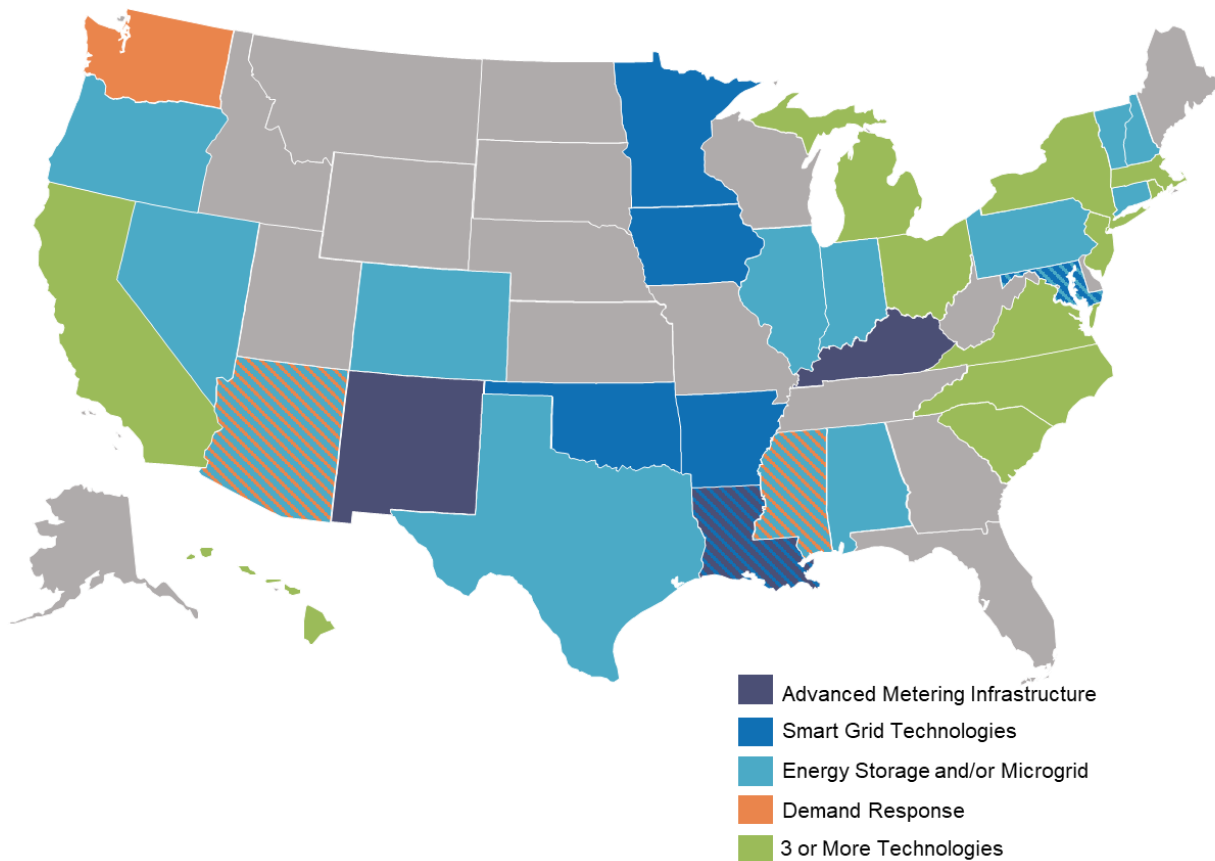 Advanced Metering Infrastructure
Smart Grid Technologies
Energy Storage and/or Microgrid
Demand Response
3 or More Technologies